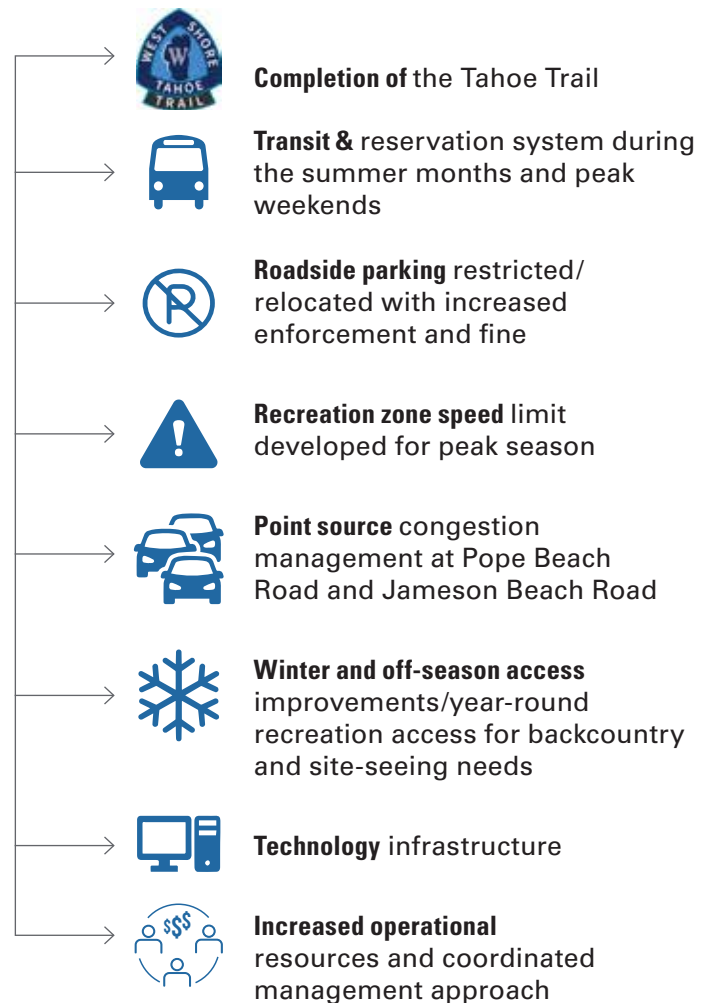 WEST SHORE
W
TAHOE
TRAIL
Completion of the Tahoe Trail
Transit & reservation system during
the summer months and peak
weekends
P
Roadside parking restricted/
relocated with increased
enforcement and fine
!
Recreation zone speed limit
developed for peak season
Point source congestion
management at Pope Beach
Road and Jameson Beach Road
Winter and off-season access
improvements/year-round
recreation access for backcountry
and site-seeing needs
Technology infrastructure
$$$
Increased operational
resources and coordinated
management approach